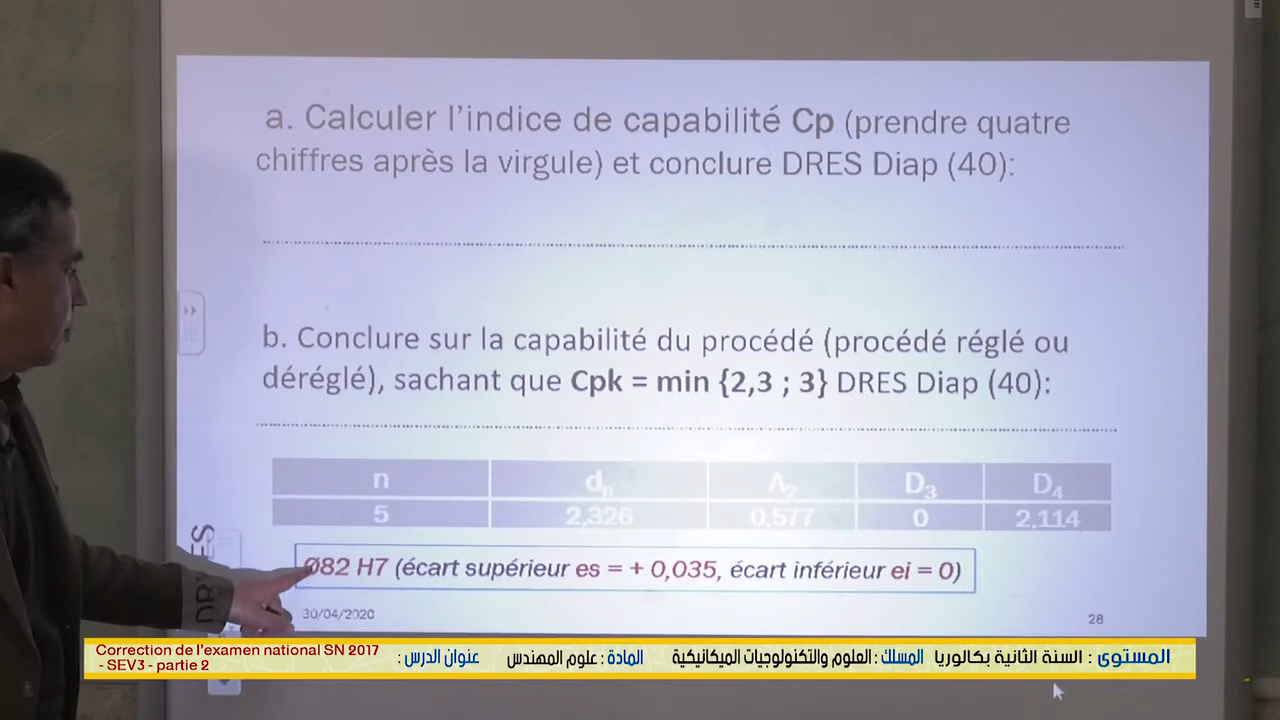 a. Calculer l'indice de capabilité Cp (prendre quatre
chiffres après la virgule) et conclure DRES Diap (40):
b. Conclure sur la capabilité du procédé (procédé réglé ou
déréglé), sachant que Cpk = min {2,3 ; 3} DRES Diap (40):
n dn A2 D3 D4
5 2,326 0,577 0 2,114
Ø82 H7 (écart supérieur es = + 0,035, écart inférieur ei = 0)
30/04/2020
28
Correction de l'examen national SN 2017
- SEV3 - partie 2
المستوى : السنة الثانية بكالوريا المسلك : العلوم والتكنولوجيات الميكانيكية المادة : علوم المهندس عنوان الدرس :